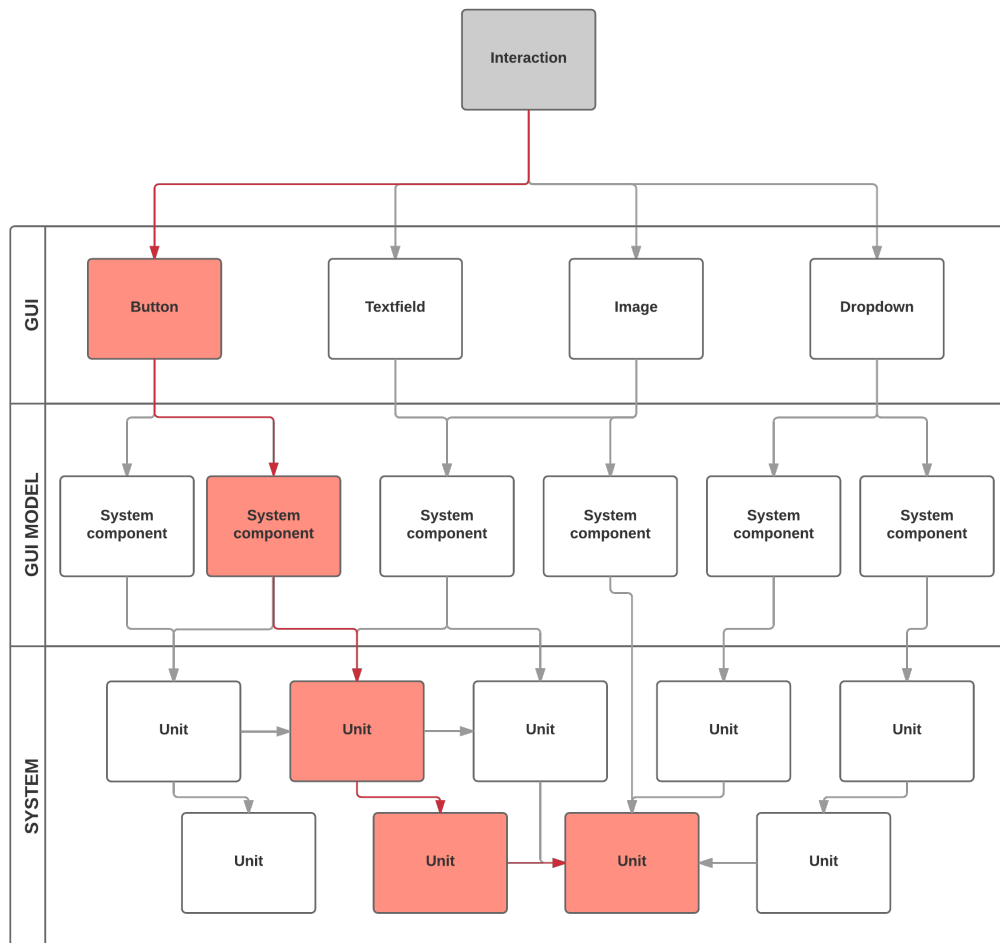 Interaction
GUI
Button
Textfield
Image
Dropdown
GUI MODEL
System
component
System
component
System
component
System
component
System
component
System
component
SYSTEM
Unit
Unit
Unit
Unit
Unit
Unit
Unit
Unit
Unit